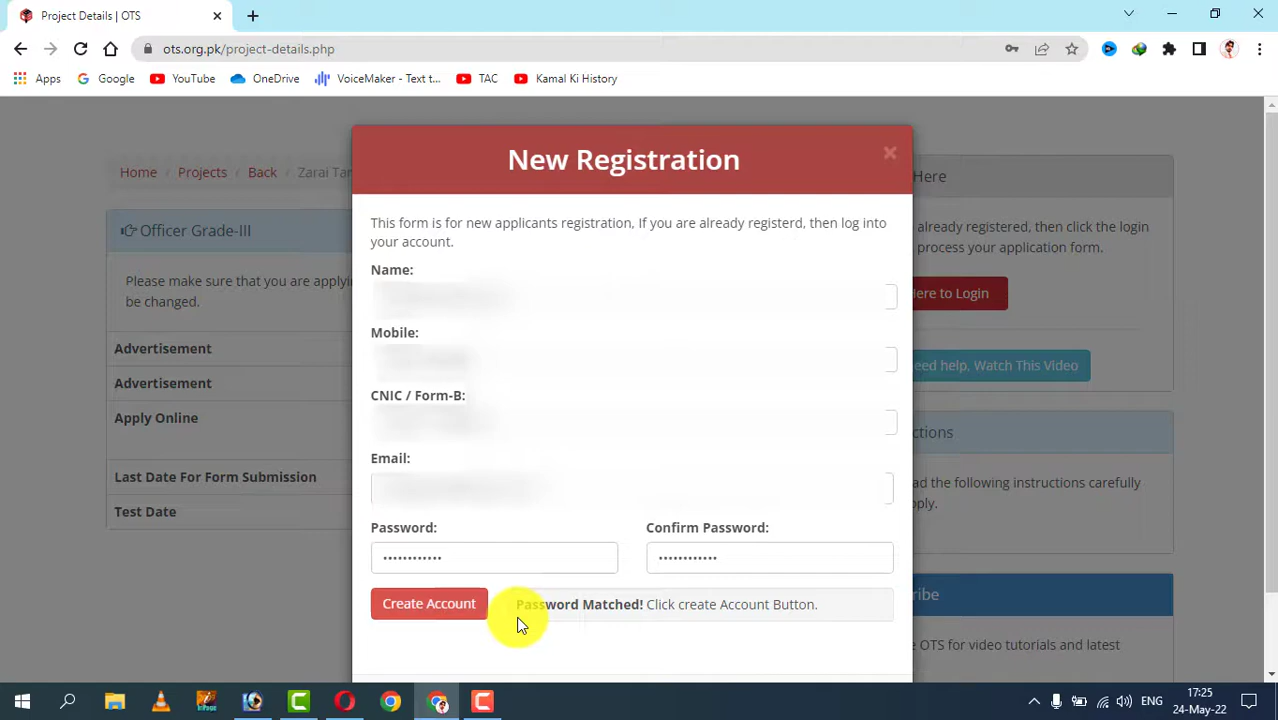 Project Details | OTS
ots.org.pk/project-details.php
Apps
Google
YouTube
OneDrive
VoiceMaker - Text t...
TAC
Kamal Ki History
New Registration
×
This form is for new applicants registration, If you are already registerd, then log into
your account.
Name:
Mobile:
CNIC / Form-B:
Email:
Password:
Confirm Password:
••••••••••••
••••••••••••
Create Account
Password Matched! Click create Account Button.
Home / Projects / Back / Zarai Tar
Officer Grade-III
Please make sure that you are applyi
be changed.
Advertisement
Advertisement
Apply Online
Last Date For Form Submission
Test Date
Here
already registered, then click the login
process your application form.
Here to Login
eed help, Watch This Video
ctions
ad the following instructions carefully
pply.
ribe
e OTS for video tutorials and latest
ENG
17:25
24-May-22